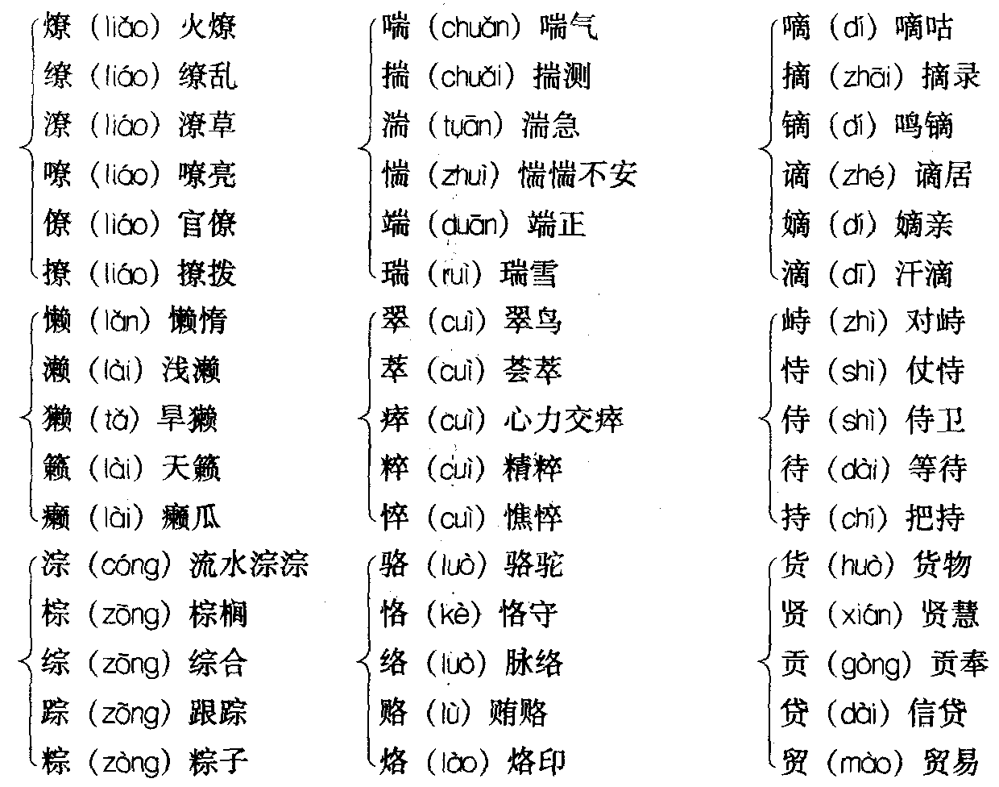 燎（liǎo）火燎 喘（chuǎn）喘气 嘀（dí）嘀咕
缭（liáo）缭乱 揣（chuǎi）揣测 摘（zhāi）摘录
潦（liáo）潦草 湍（tuān）湍急 镝（dí）鸣镝
嘹（liáo）嘹亮 惴（zhuì）惴惴不安 谪（zhé）谪居
僚（liáo）官僚 端（duān）端正 嫡（dí）嫡亲
撩（liáo）撩拨 瑞（ruì）瑞雪 滴（dī）汗滴
懒（lǎn）懒惰 翠（cuì）翠鸟 峙（zhì）对峙
濑（lài）浅濑 萃（cuì）荟萃 恃（shì）仗恃
獭（tǎ）旱獭 瘁（cuì）心力交瘁 侍（shì）侍卫
籁（lài）天籁 粹（cuì）精粹 待（dài）等待
癞（lài）癞瓜 悴（cuì）憔悴 持（chí）把持
淙（cóng）流水淙淙 骆（luò）骆驼 货（huò）货物
棕（zōng）棕榈 恪（kè）恪守 贤（xián）贤慧
综（zōng）综合 络（luò）脉络 贡（gòng）贡奉
踪（zōng）跟踪 赂（lù）贿赂 贷（dài）信贷
粽（zòng）粽子 烙（lào）烙印 贸（mào）贸易